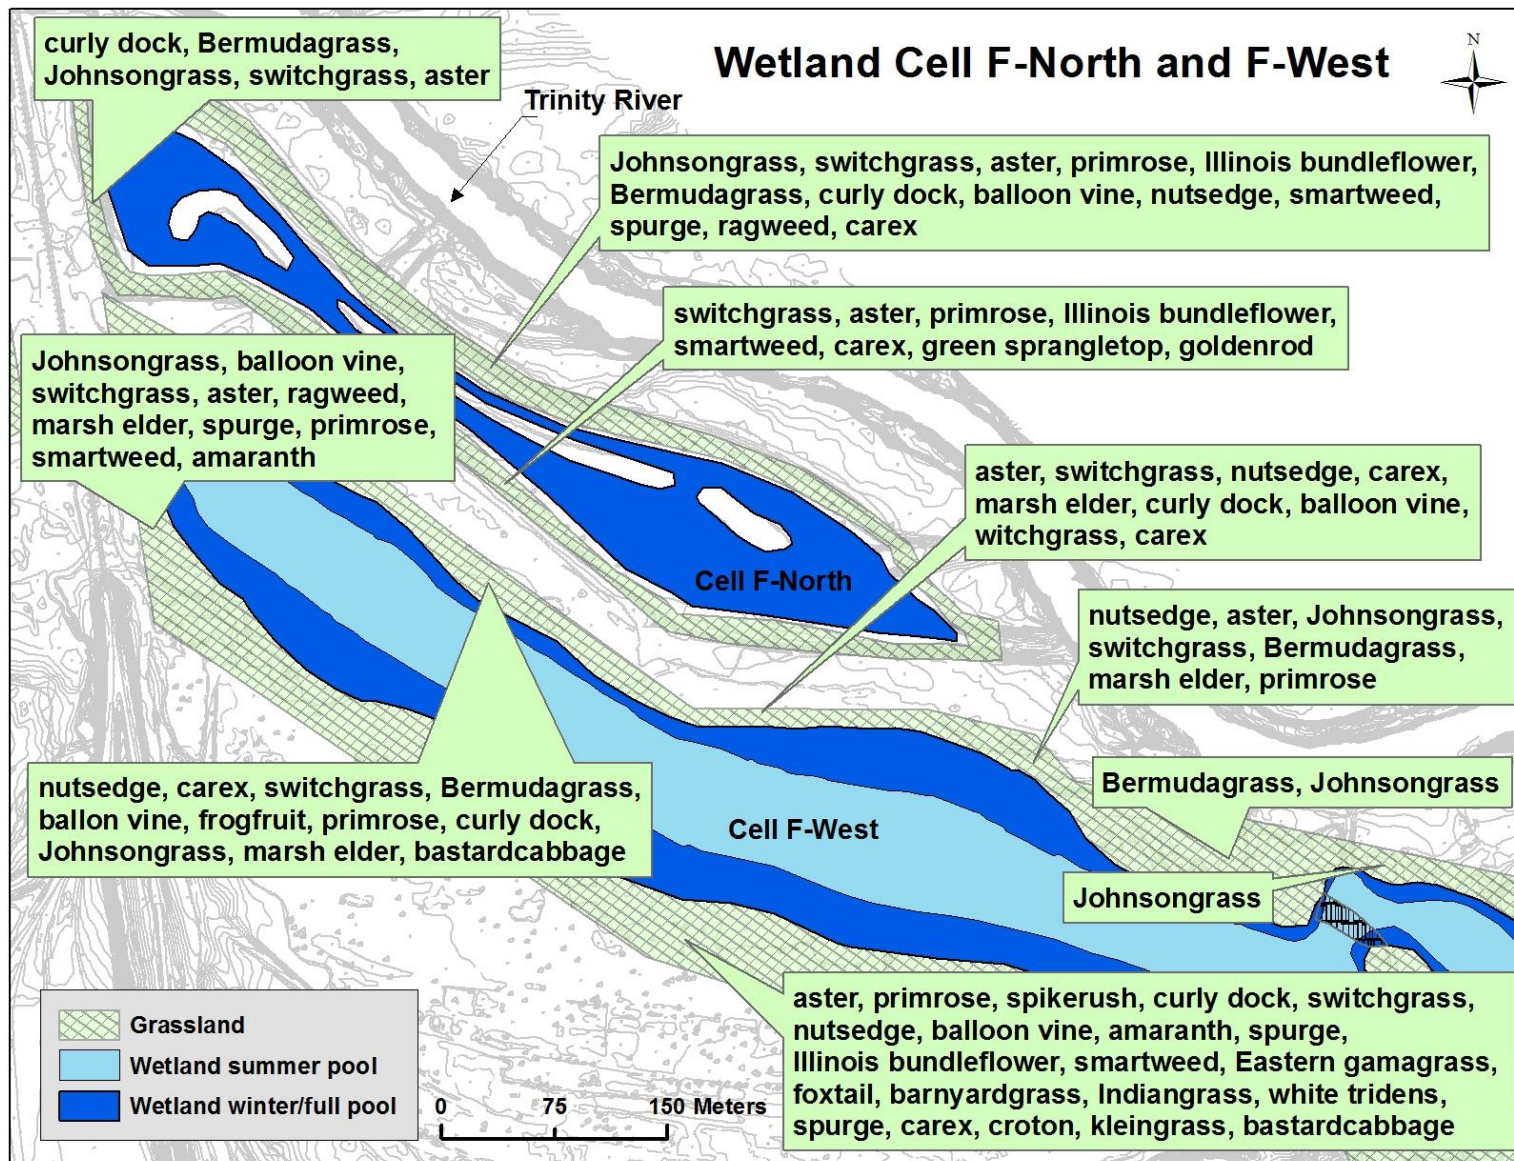 curly dock, Bermudagrass,
Johnsongrass, switchgrass, aster
Wetland Cell F-North and F-West
N
Trinity River
Johnsongrass, switchgrass, aster, primrose, Illinois bundleflower,
Bermudagrass, curly dock, balloon vine, nutsedge, smartweed,
spurge, ragweed, carex
switchgrass, aster, primrose, Illinois bundleflower,
smartweed, carex, green sprangletop, goldenrod
Johnsongrass, balloon vine,
switchgrass, aster, ragweed,
marsh elder, spurge, primrose,
smartweed, amaranth
aster, switchgrass, nutsedge, carex,
marsh elder, curly dock, balloon vine,
witchgrass, carex
Cell F-North
nutsedge, aster, Johnsongrass,
switchgrass, Bermudagrass,
marsh elder, primrose
nutsedge, carex, switchgrass, Bermudagrass,
ballon vine, frogfruit, primrose, curly dock,
Johnsongrass, marsh elder, bastardcabbage
Cell F-West
Bermudagrass, Johnsongrass
Johnsongrass
aster, primrose, spikerush, curly dock, switchgrass,
nutsedge, balloon vine, amaranth, spurge,
Illinois bundleflower, smartweed, Eastern gamagrass,
foxtail, barnyardgrass, Indiangrass, white tridens,
spurge, carex, croton, kleingrass, bastardcabbage
Grassland
Wetland summer pool
Wetland winter/full pool
0 75 150 Meters